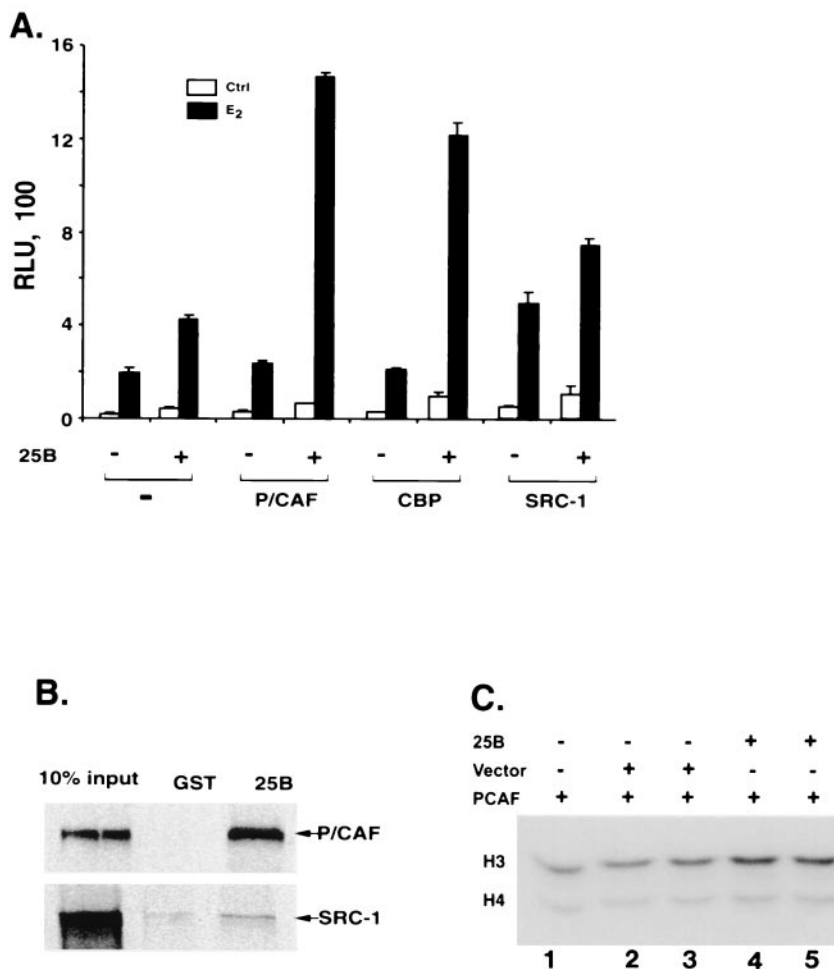 A.
16
12
8
4
0
RLU, 100
Ctrl
E2
25B - + - + - + - +
- P/CAF CBP SRC-1
B.
10% input GST 25B
P/CAF
SRC-1
C.
25B - - - + +
Vector - + + - -
PCAF + + + + +
H3
H4
1 2 3 4 5